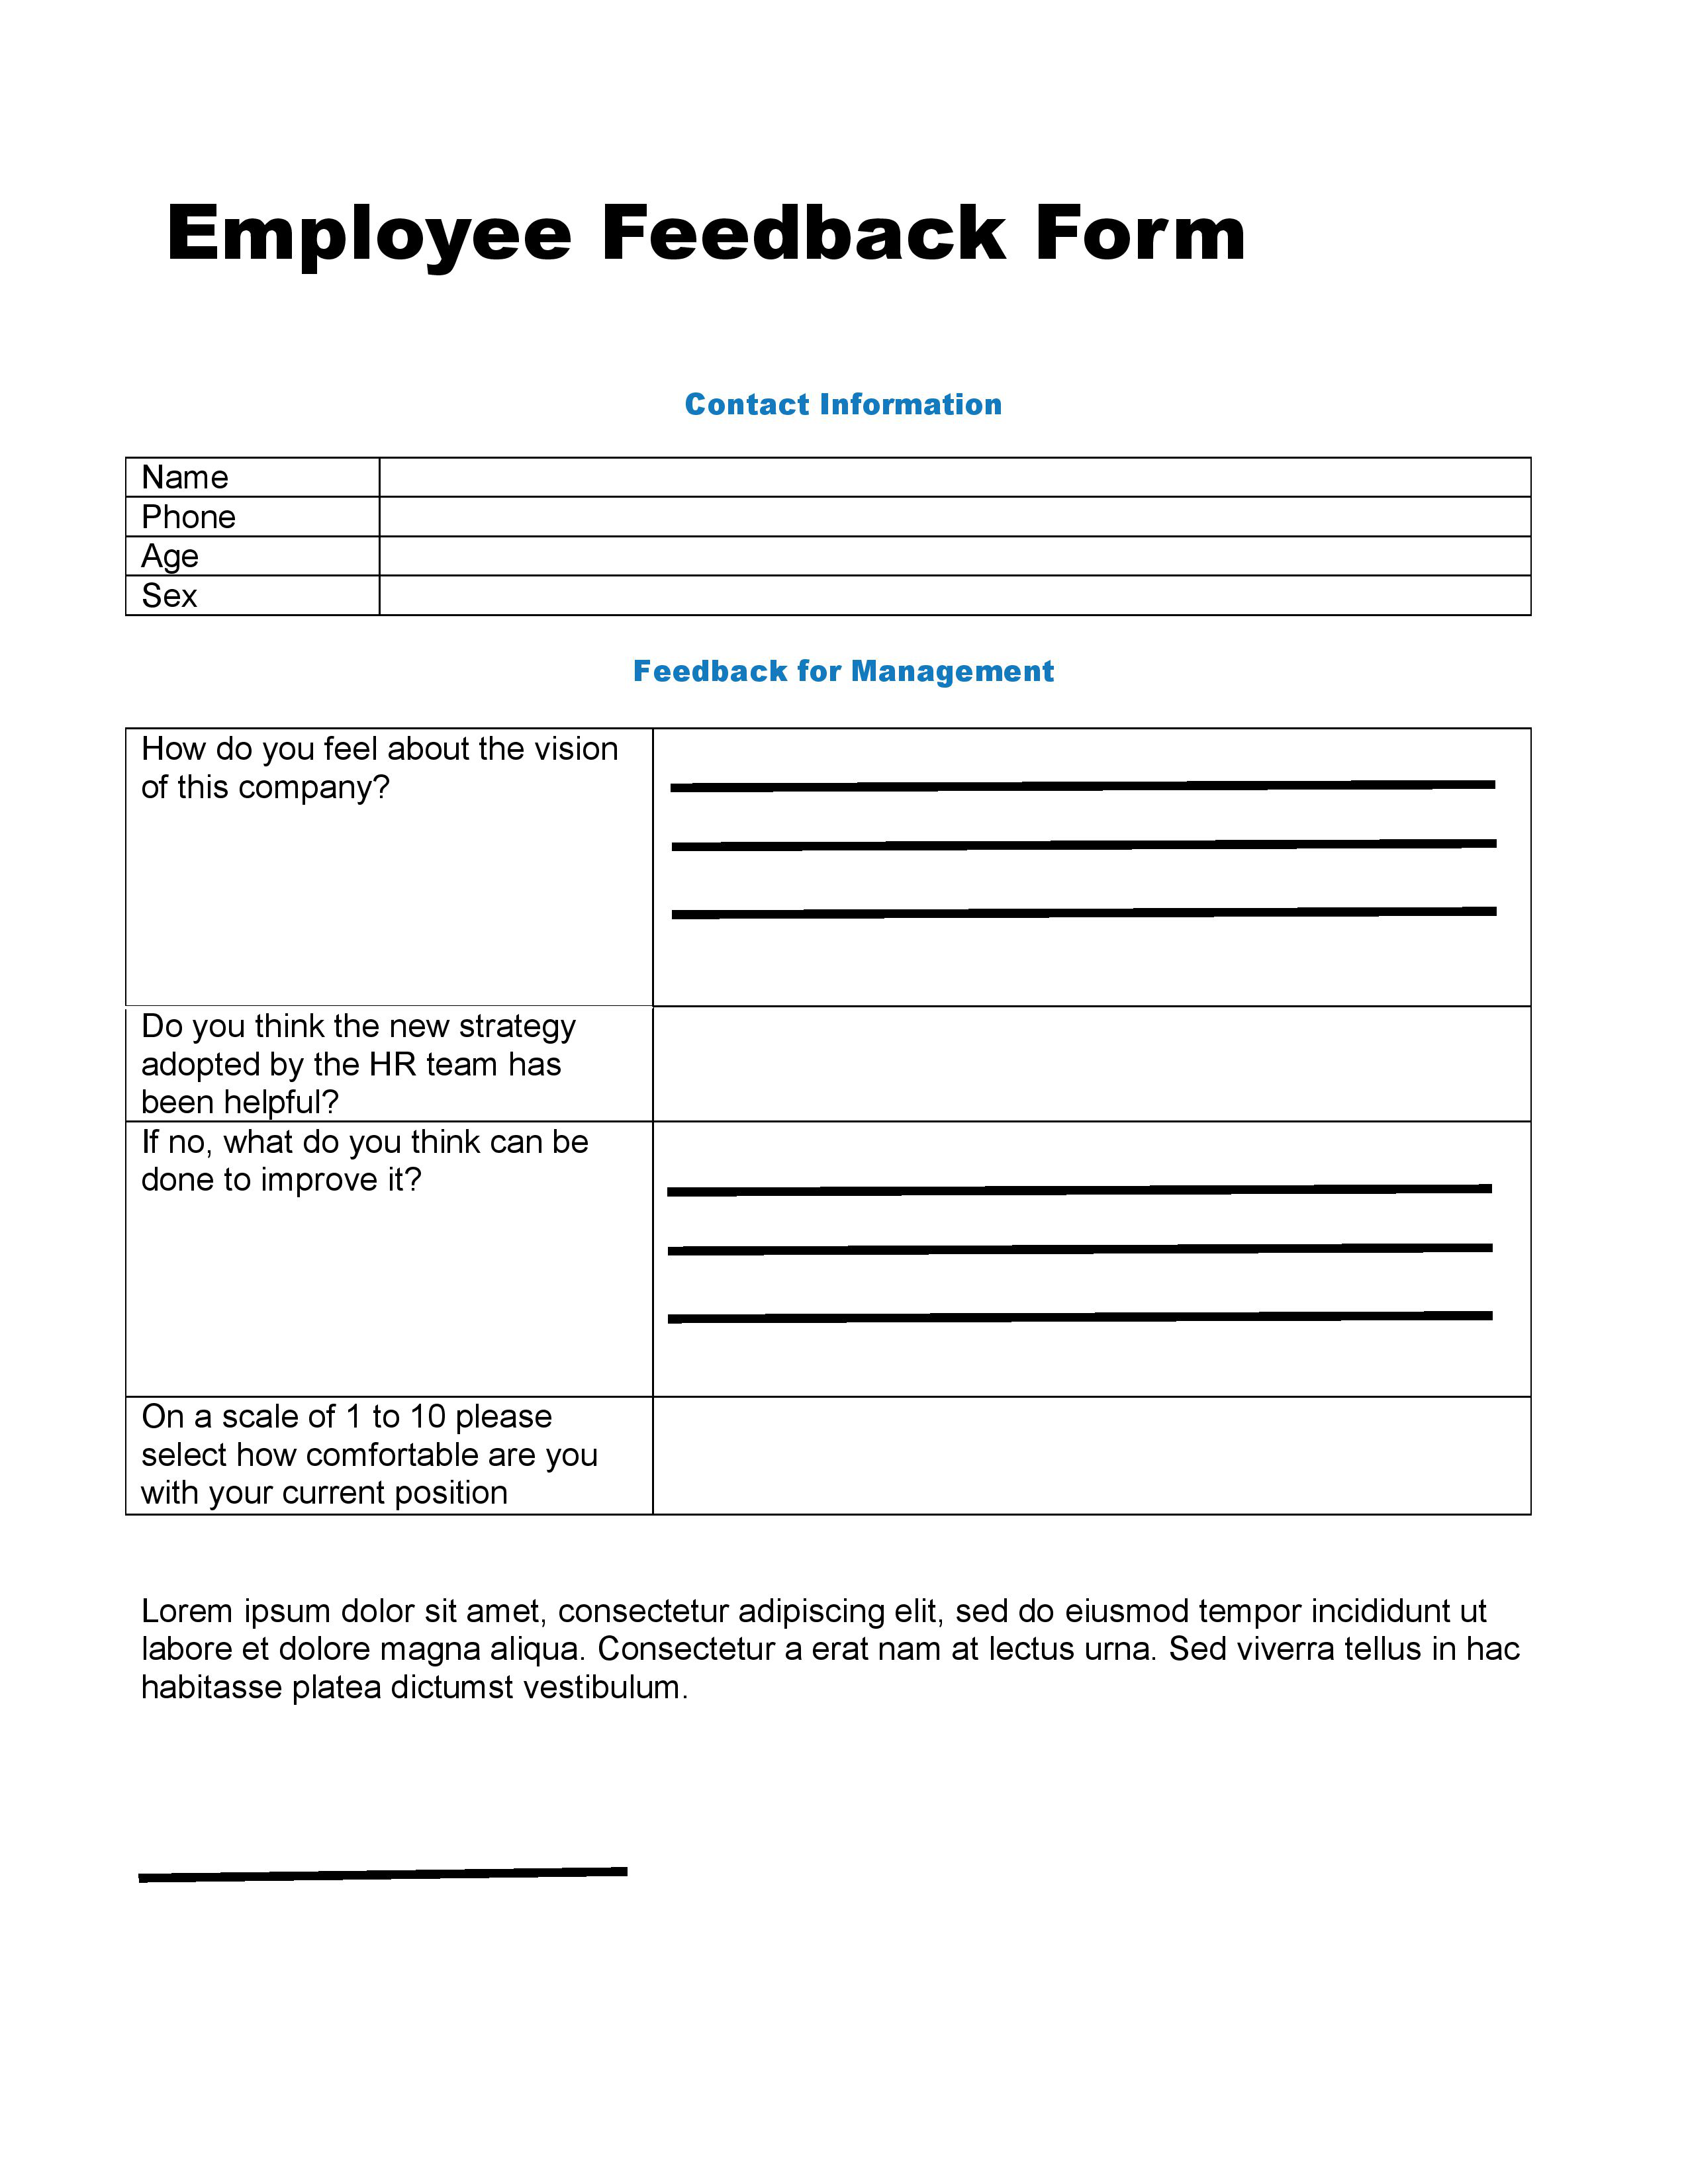 Employee Feedback Form
Contact Information
Name
Phone
Age
Sex
Feedback for Management
How do you feel about the vision
of this company?
Do you think the new strategy
adopted by the HR team has
been helpful?
If no, what do you think can be
done to improve it?
On a scale of 1 to 10 please
select how comfortable are you
with your current position
Lorem ipsum dolor sit amet, consectetur adipiscing elit, sed do eiusmod tempor incididunt ut
labore et dolore magna aliqua. Consectetur a erat nam at lectus urna. Sed viverra tellus in hac
habitasse platea dictumst vestibulum.